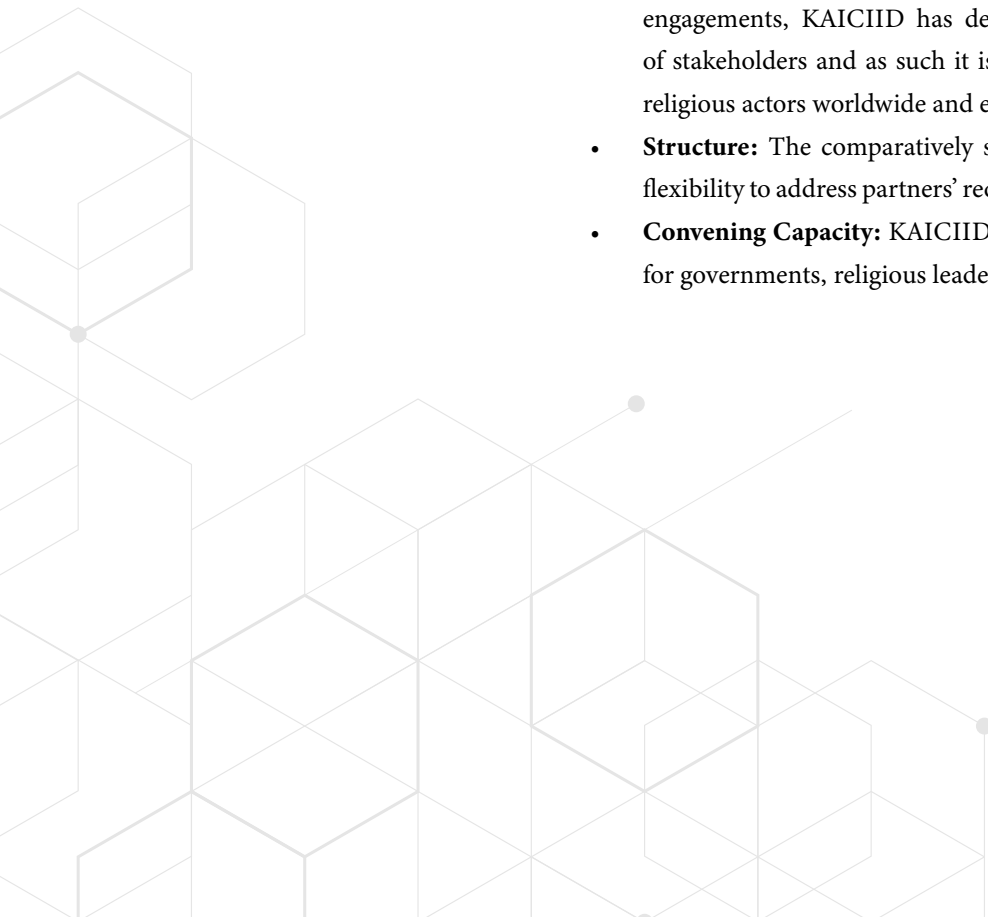 engagements, KAICIID has de
of stakeholders and as such it is
religious actors worldwide and e
• Structure: The comparatively s
flexibility to address partners' re
• Convening Capacity: KAICIID
for governments, religious leade